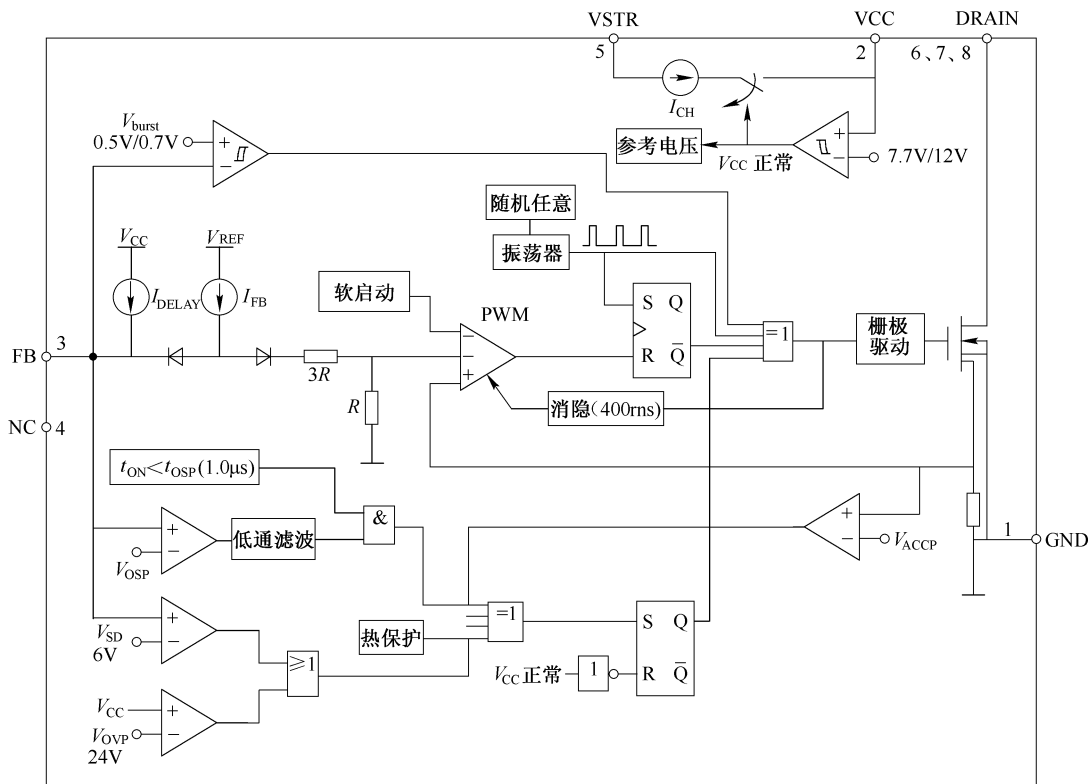 VSTR
VCC
DRAIN
5
2
6、7、8
I_CH
V_burst
0.5V/0.7V
+
−
参考电压
V_CC 正常
+
−
7.7V/12V
随机任意
振荡器
V_CC
V_REF
I_DELAY
I_FB
软启动
PWM
S Q
R Q̄
=1
栅极
驱动
FB
3
3R
−
−
+
R
消隐(400rns)
NC
4
t_ON<t_OSP(1.0μs)
&
+
−
V_OSP
低通滤波
+
−
V_ACCP
1
GND
V_SD
6V
+
−
热保护
=1
S Q
R Q̄
≥1
V_CC 正常
1
V_CC
V_OVP
24V
+
−